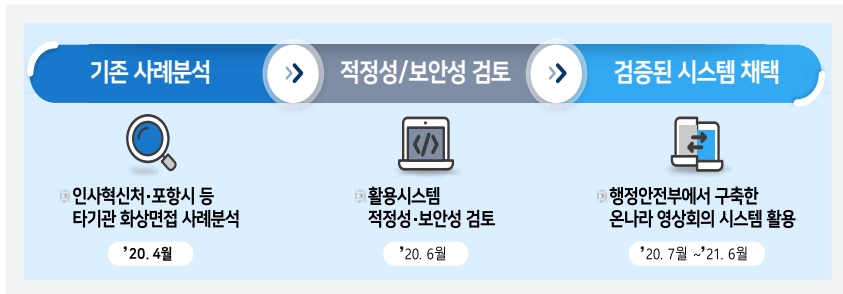 기존 사례분석
적정성/보안성 검토
검증된 시스템 채택
인사혁신처·포항시 등
타기관 화상면접 사례분석
’20. 4월
활용시스템
적정성·보안성 검토
’20. 6월
행정안전부에서 구축한
온나라 영상회의 시스템 활용
’20. 7월 ~’21. 6월